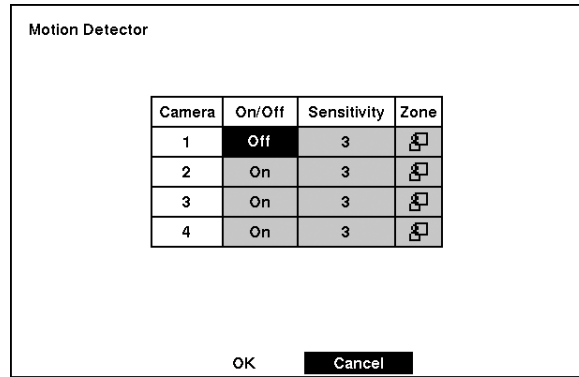 Motion Detector
Camera On/Off Sensitivity Zone
1 Off 3
2 On 3
3 On 3
4 On 3
OK Cancel